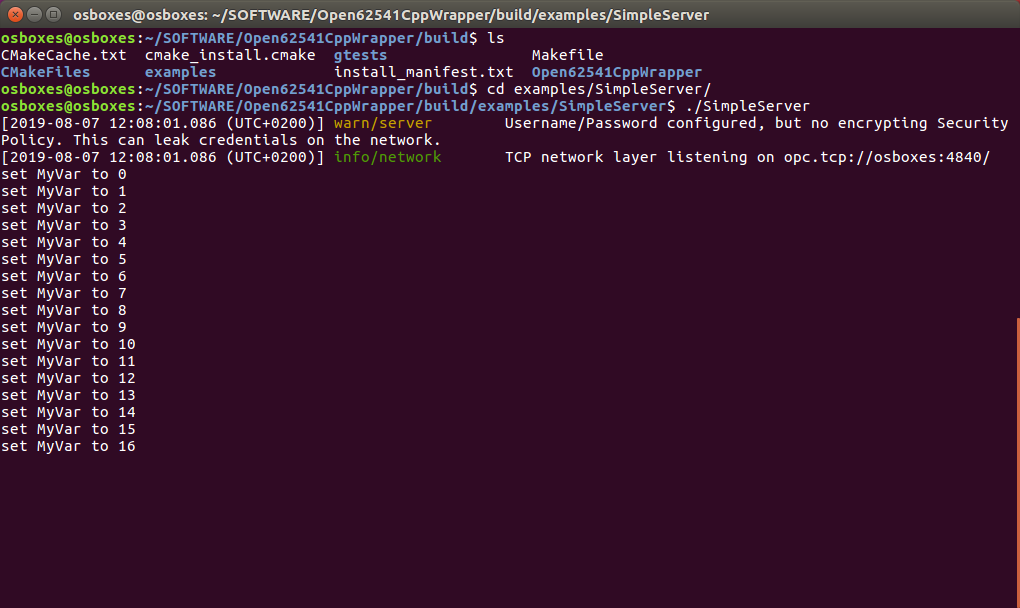 osboxes@osboxes: ~/SOFTWARE/Open62541CppWrapper/build/examples/SimpleServer
osboxes@osboxes:~/SOFTWARE/Open62541CppWrapper/build$ ls
CMakeCache.txt  cmake_install.cmake  gtests                Makefile
CMakeFiles      examples             install_manifest.txt  Open62541CppWrapper
osboxes@osboxes:~/SOFTWARE/Open62541CppWrapper/build$ cd examples/SimpleServer/
osboxes@osboxes:~/SOFTWARE/Open62541CppWrapper/build/examples/SimpleServer$ ./SimpleServer
[2019-08-07 12:08:01.086 (UTC+0200)] warn/server        Username/Password configured, but no encrypting Security
Policy. This can leak credentials on the network.
[2019-08-07 12:08:01.086 (UTC+0200)] info/network       TCP network layer listening on opc.tcp://osboxes:4840/
set MyVar to 0
set MyVar to 1
set MyVar to 2
set MyVar to 3
set MyVar to 4
set MyVar to 5
set MyVar to 6
set MyVar to 7
set MyVar to 8
set MyVar to 9
set MyVar to 10
set MyVar to 11
set MyVar to 12
set MyVar to 13
set MyVar to 14
set MyVar to 15
set MyVar to 16